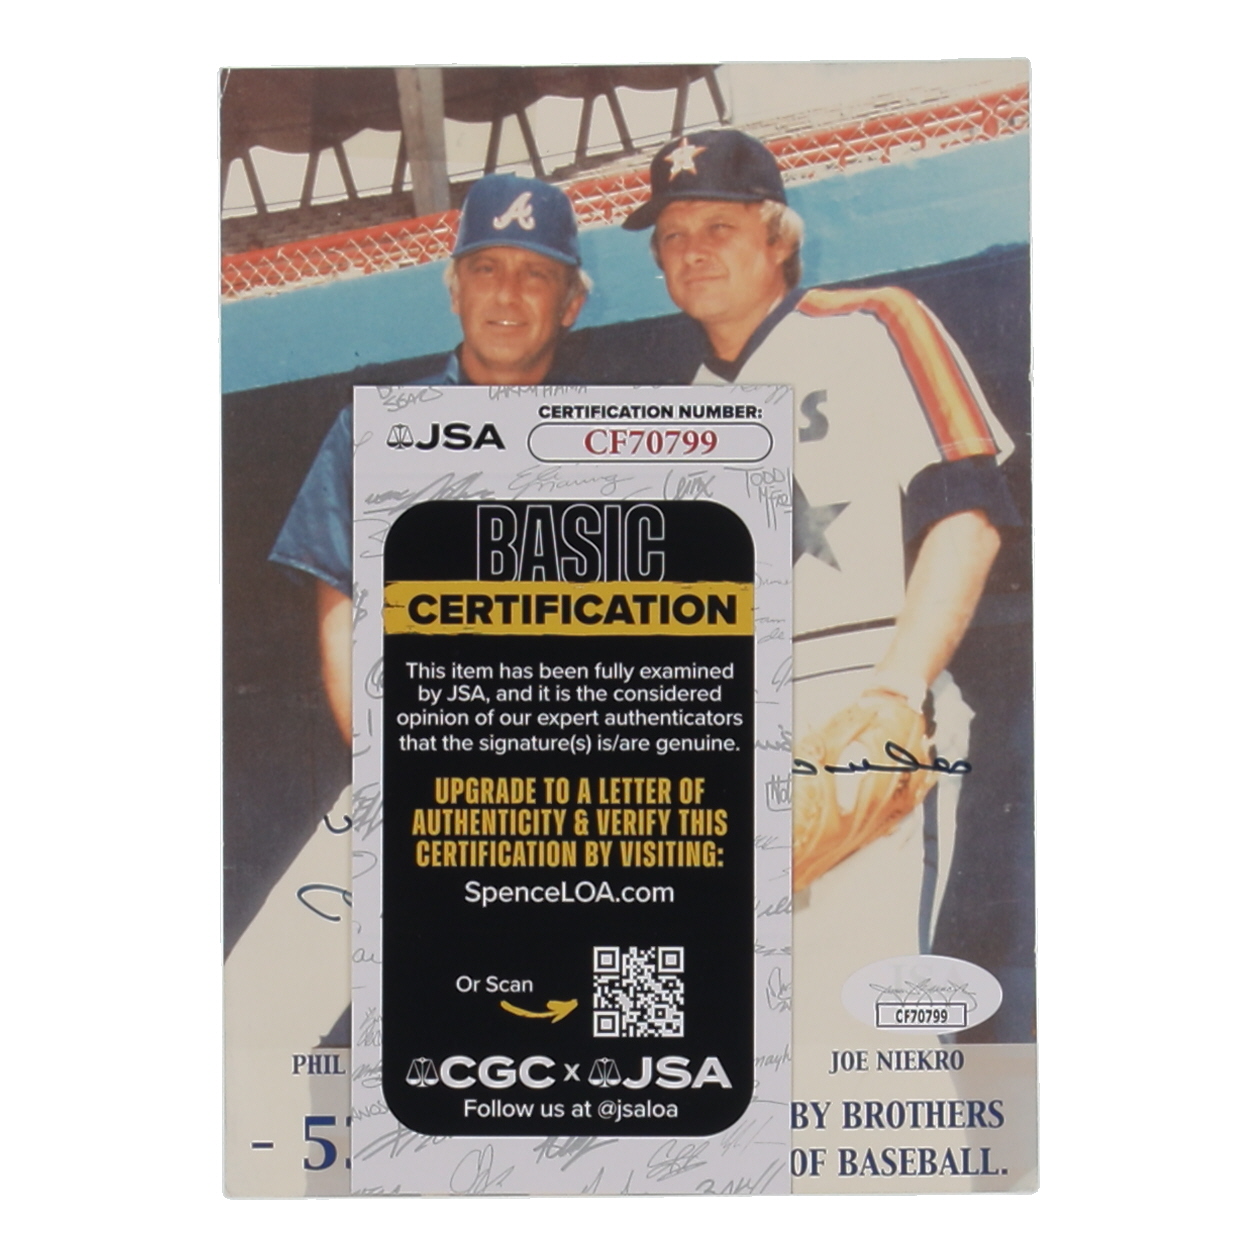 A
S
JSA
CERTIFICATION NUMBER:
CF70799
BASIC
CERTIFICATION
This item has been fully examined
by JSA, and it is the considered
opinion of our expert authenticators
that the signature(s) is/are genuine.
UPGRADE TO A LETTER OF
AUTHENTICITY & VERIFY THIS
CERTIFICATION BY VISITING:
SpenceLOA.com
Or Scan
CGC x JSA
Follow us at @jsaloa
JSA
CF70799
PHIL
JOE NIEKRO
- 53
BY BROTHERS
OF BASEBALL.